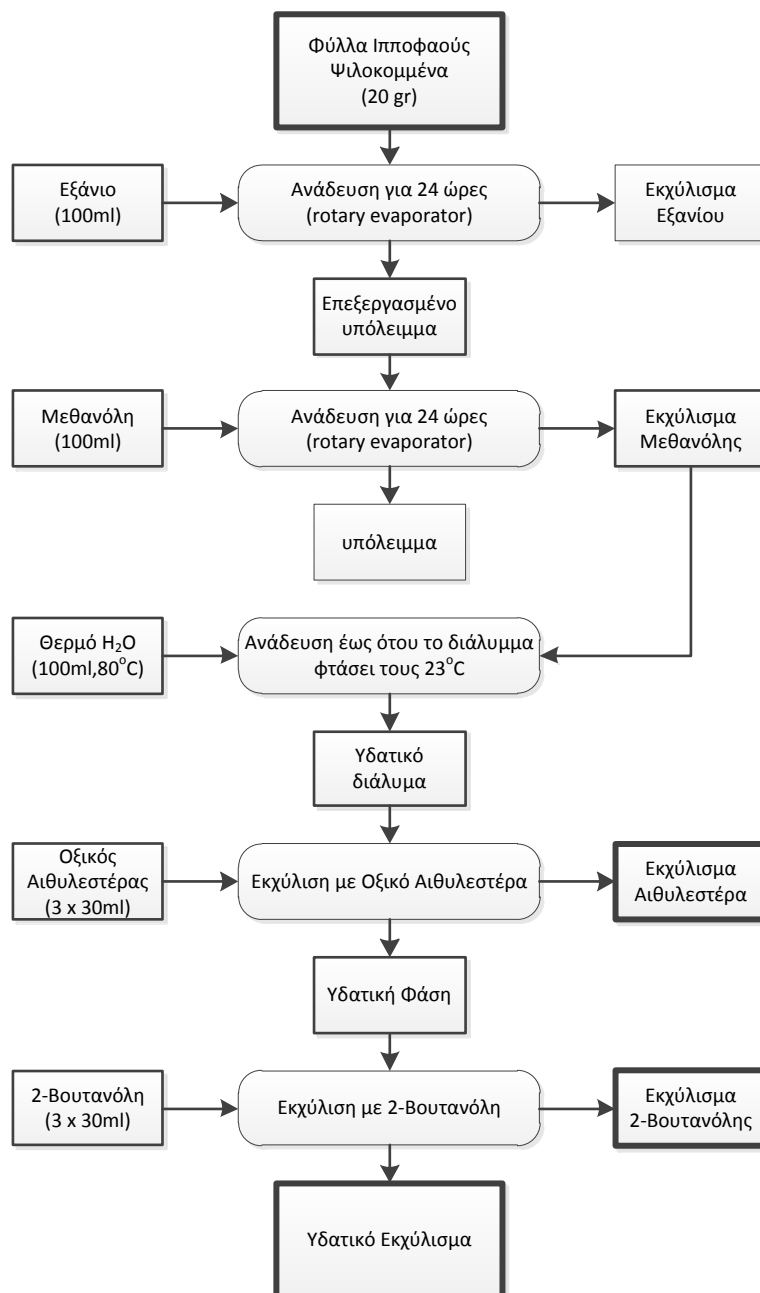 Φύλλα Ιπποφαούς
Ψιλοκομμένα
(20 gr)
Εξάνιο
(100ml)
Ανάδευση για 24 ώρες
(rotary evaporator)
Εκχύλισμα
Εξανίου
Επεξεργασμένο
υπόλειμμα
Μεθανόλη
(100ml)
Ανάδευση για 24 ώρες
(rotary evaporator)
Εκχύλισμα
Μεθανόλης
υπόλειμμα
Θερμό H₂O
(100ml,80°C)
Ανάδευση έως ότου το διάλυμμα
φτάσει τους 23°C
Υδατικό
διάλυμα
Οξικός
Αιθυλεστέρας
(3 x 30ml)
Εκχύλιση με Οξικό Αιθυλεστέρα
Εκχύλισμα
Αιθυλεστέρα
Υδατική Φάση
2-Βουτανόλη
(3 x 30ml)
Εκχύλιση με 2-Βουτανόλη
Εκχύλισμα
2-Βουτανόλης
Υδατικό Εκχύλισμα